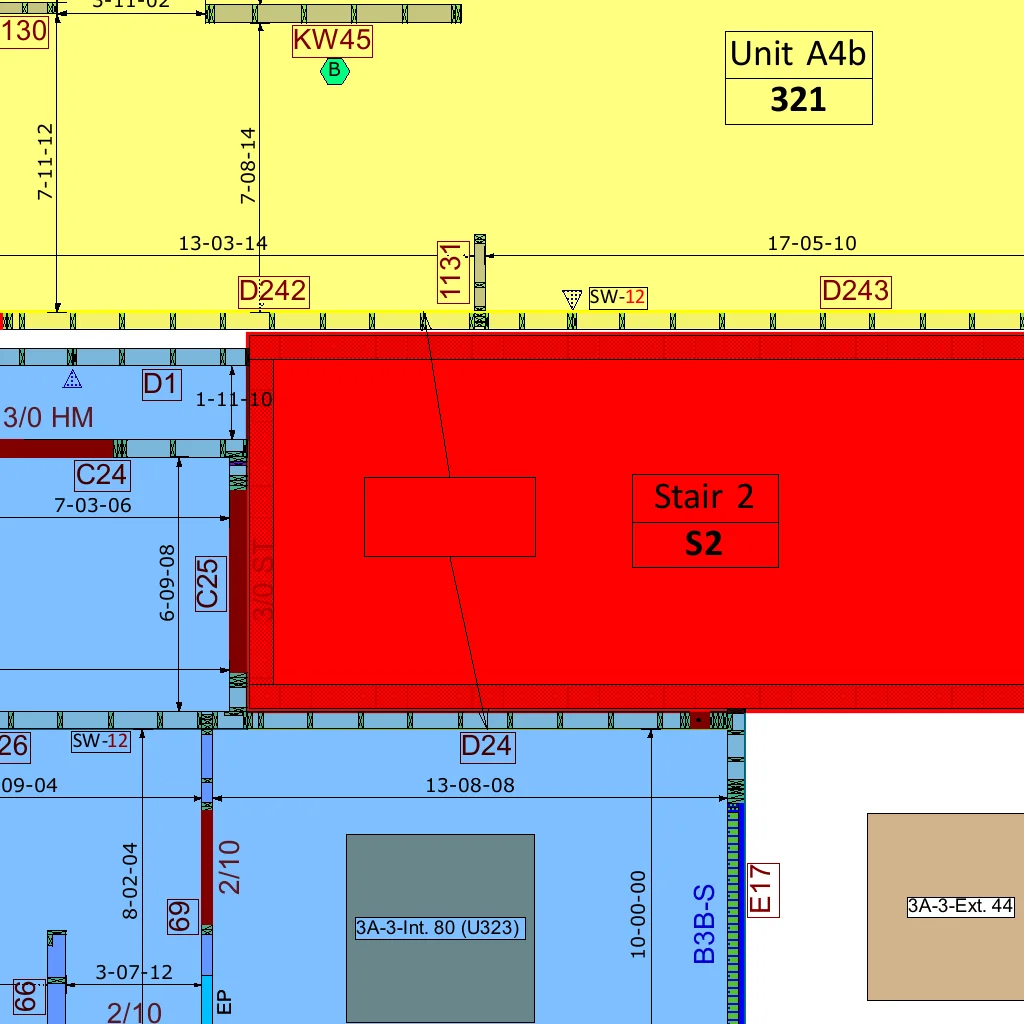 3-11-02
130
KW45
B
Unit A4b
321
7-11-12
7-08-14
13-03-14
1131
17-05-10
D242
SW-12
D243
D1
1-11-10
3/0 HM
C24
7-03-06
Stair 2
S2
6-09-08
C25
3/0 ST
26
SW-12
D24
09-04
13-08-08
8-02-04
2/10
69
10-00-00
B3B-S
E17
3A-3-Ext. 44
3A-3-Int. 80 (U323)
3-07-12
66
EP
2/10